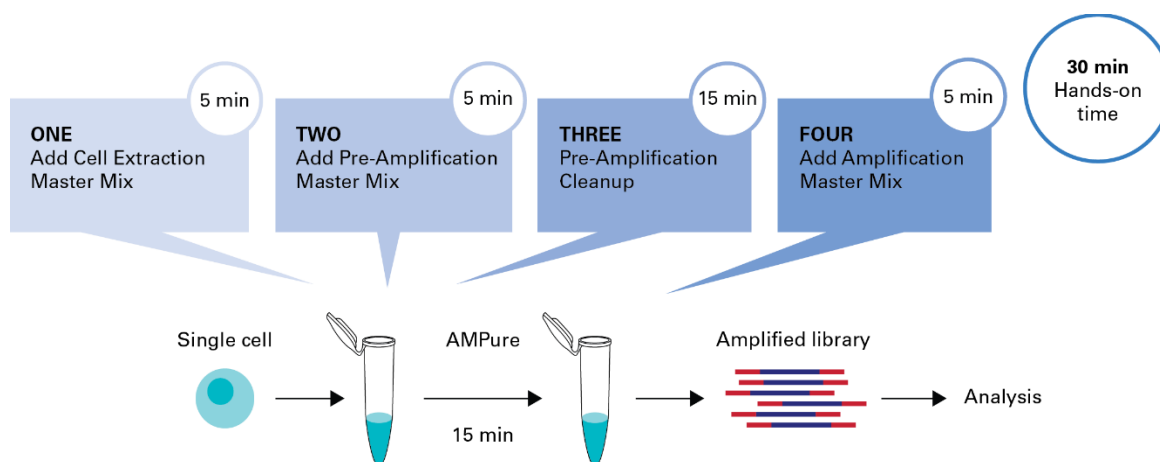 ONE
Add Cell Extraction
Master Mix
5 min
TWO
Add Pre-Amplification
Master Mix
5 min
THREE
Pre-Amplification
Cleanup
15 min
FOUR
Add Amplification
Master Mix
5 min
30 min
Hands-on
time
Single cell
AMPure
15 min
Amplified library
Analysis